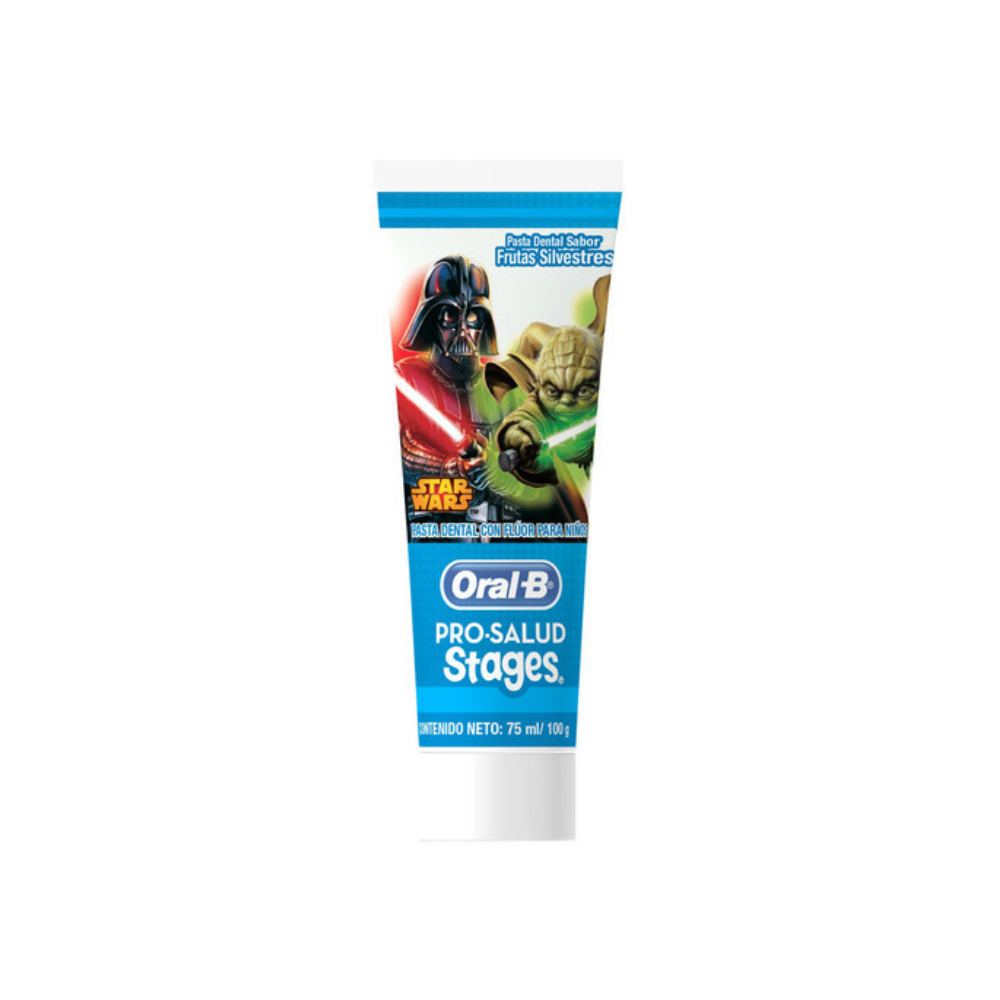 Pasta Dental Sabor
Frutas Silvestres
STAR
WARS
PASTA DENTAL CON FLÚOR PARA NIÑOS
Oral-B®
PRO-SALUD
Stages®
CONTENIDO NETO: 75 ml/ 100 g